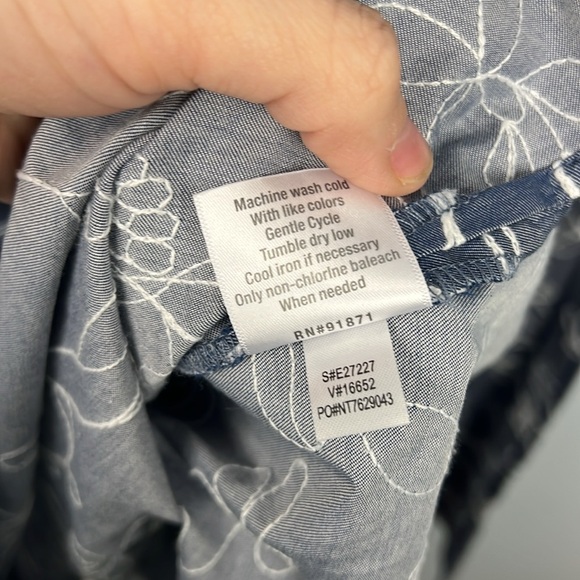 Machine wash cold
With like colors
Gentle Cycle
Tumble dry low
Cool iron if necessary
Only non-chlorine baleach
When needed
RN#91871
S#E27227
V#16652
PO#NT7629043